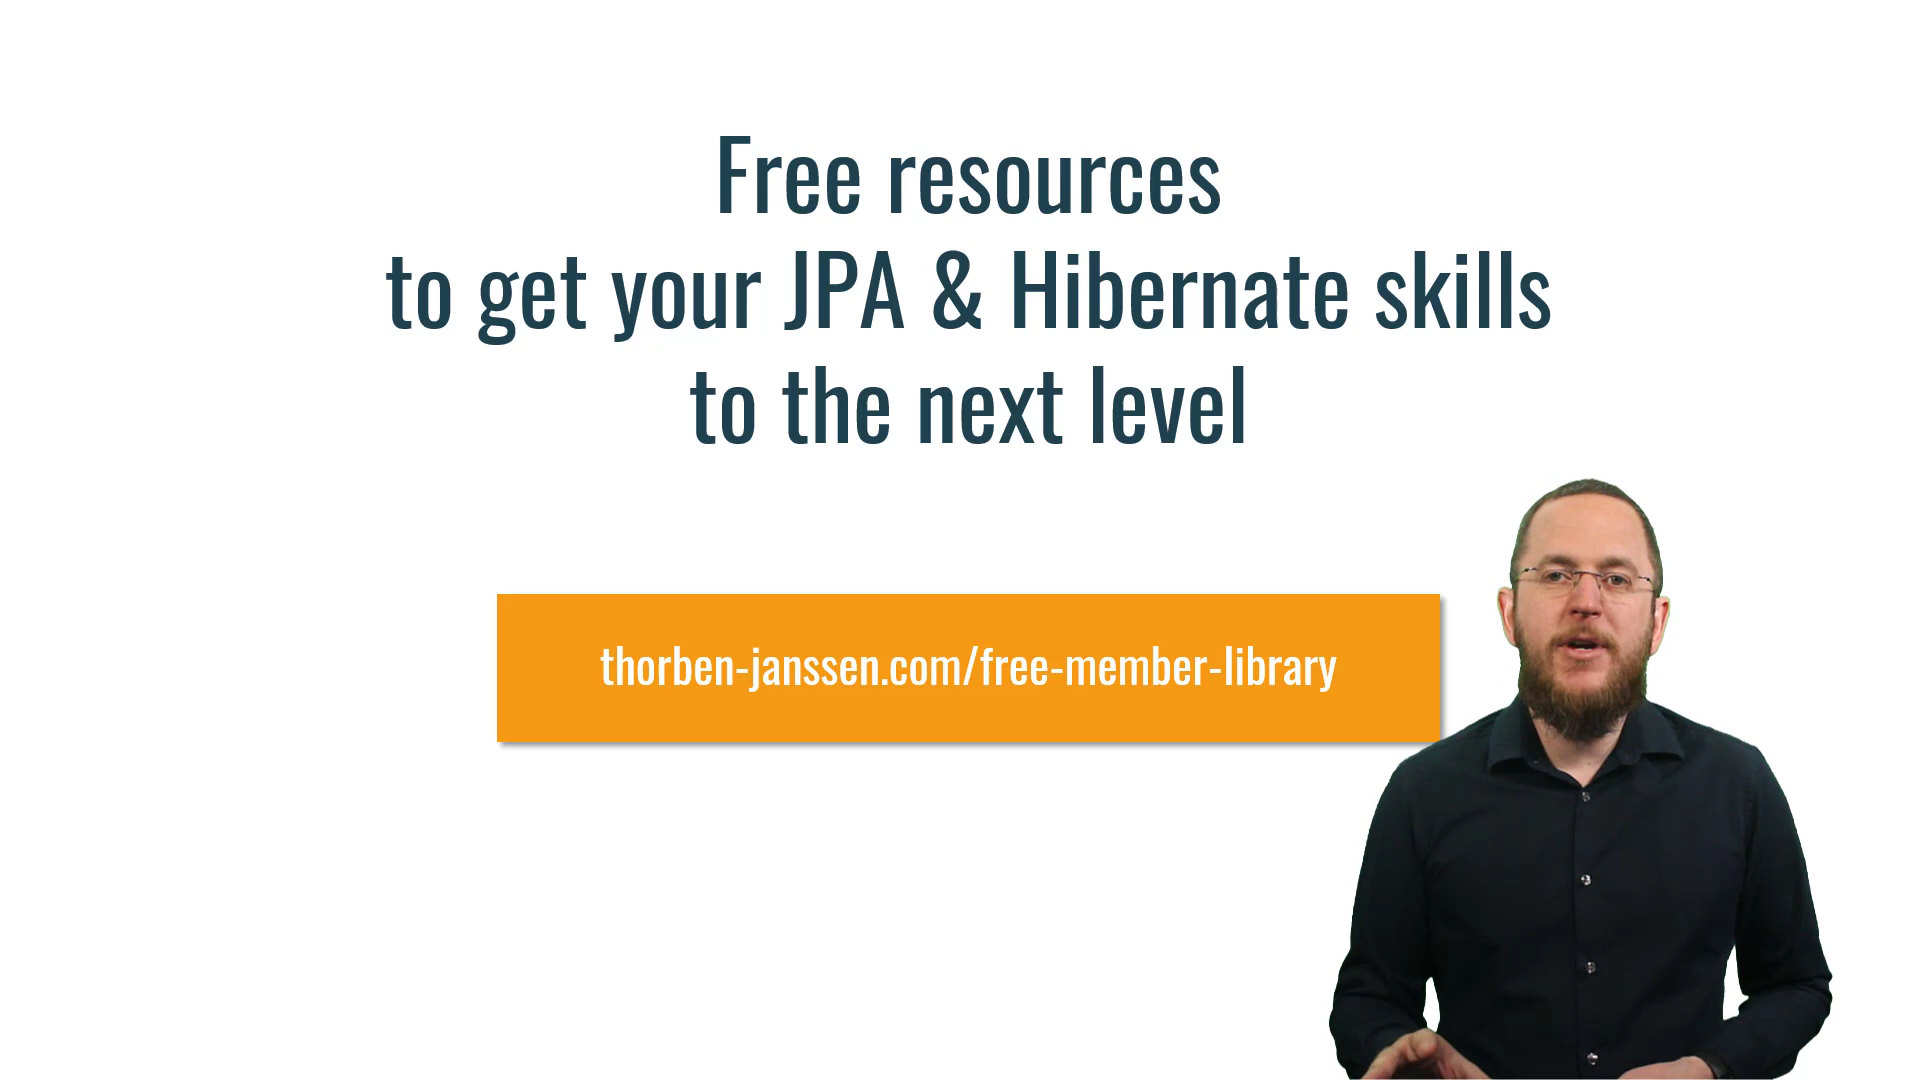 Free resources
to get your JPA & Hibernate skills
to the next level
thorben-janssen.com/free-member-library